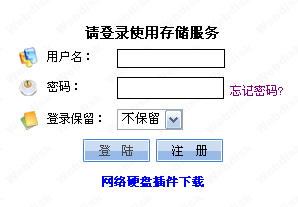 请登录使用存储服务
用户名：
密码： 忘记密码?
登录保留： 不保留
登 陆 注 册
网络硬盘插件下载